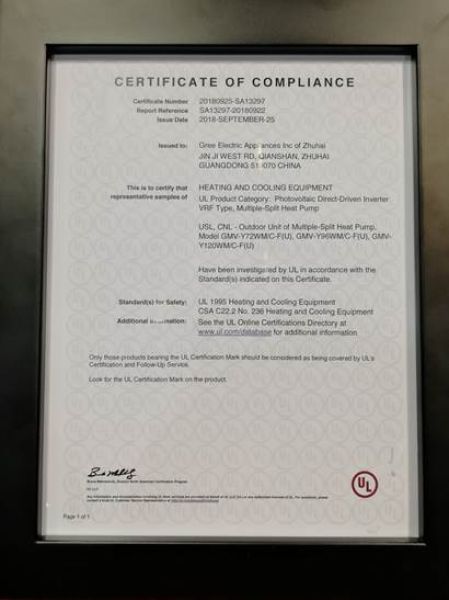 CERTIFICATE OF COMPLIANCE
Certificate Number 20180925-SA13297
Report Reference SA13297-20180922
Issue Date 2018-SEPTEMBER-25
Issued to: Gree Electric Appliances Inc of Zhuhai
JIN JI WEST RD, QIANSHAN, ZHUHAI
GUANGDONG 519070 CHINA
This is to certify that HEATING AND COOLING EQUIPMENT
representative samples of UL Product Category: Photovoltaic Direct-Driven Inverter
VRF Type, Multiple-Split Heat Pump
USL, CNL - Outdoor Unit of Multiple-Split Heat Pump,
Model GMV-Y72WM/C-F(U), GMV-Y96WM/C-F(U), GMV-
Y120WM/C-F(U)
Have been investigated by UL in accordance with the
Standard(s) indicated on this Certificate.
Standard(s) for Safety: UL 1995 Heating and Cooling Equipment
CSA C22.2 No. 236 Heating and Cooling Equipment
Additional Information: See the UL Online Certifications Directory at
www.ul.com/database for additional information
Only those products bearing the UL Certification Mark should be considered as being covered by UL's
Certification and Follow-Up Service.
Look for the UL Certification Mark on the product.
Director North American Certification Program
UL LLC
UL
Page 1 of 1